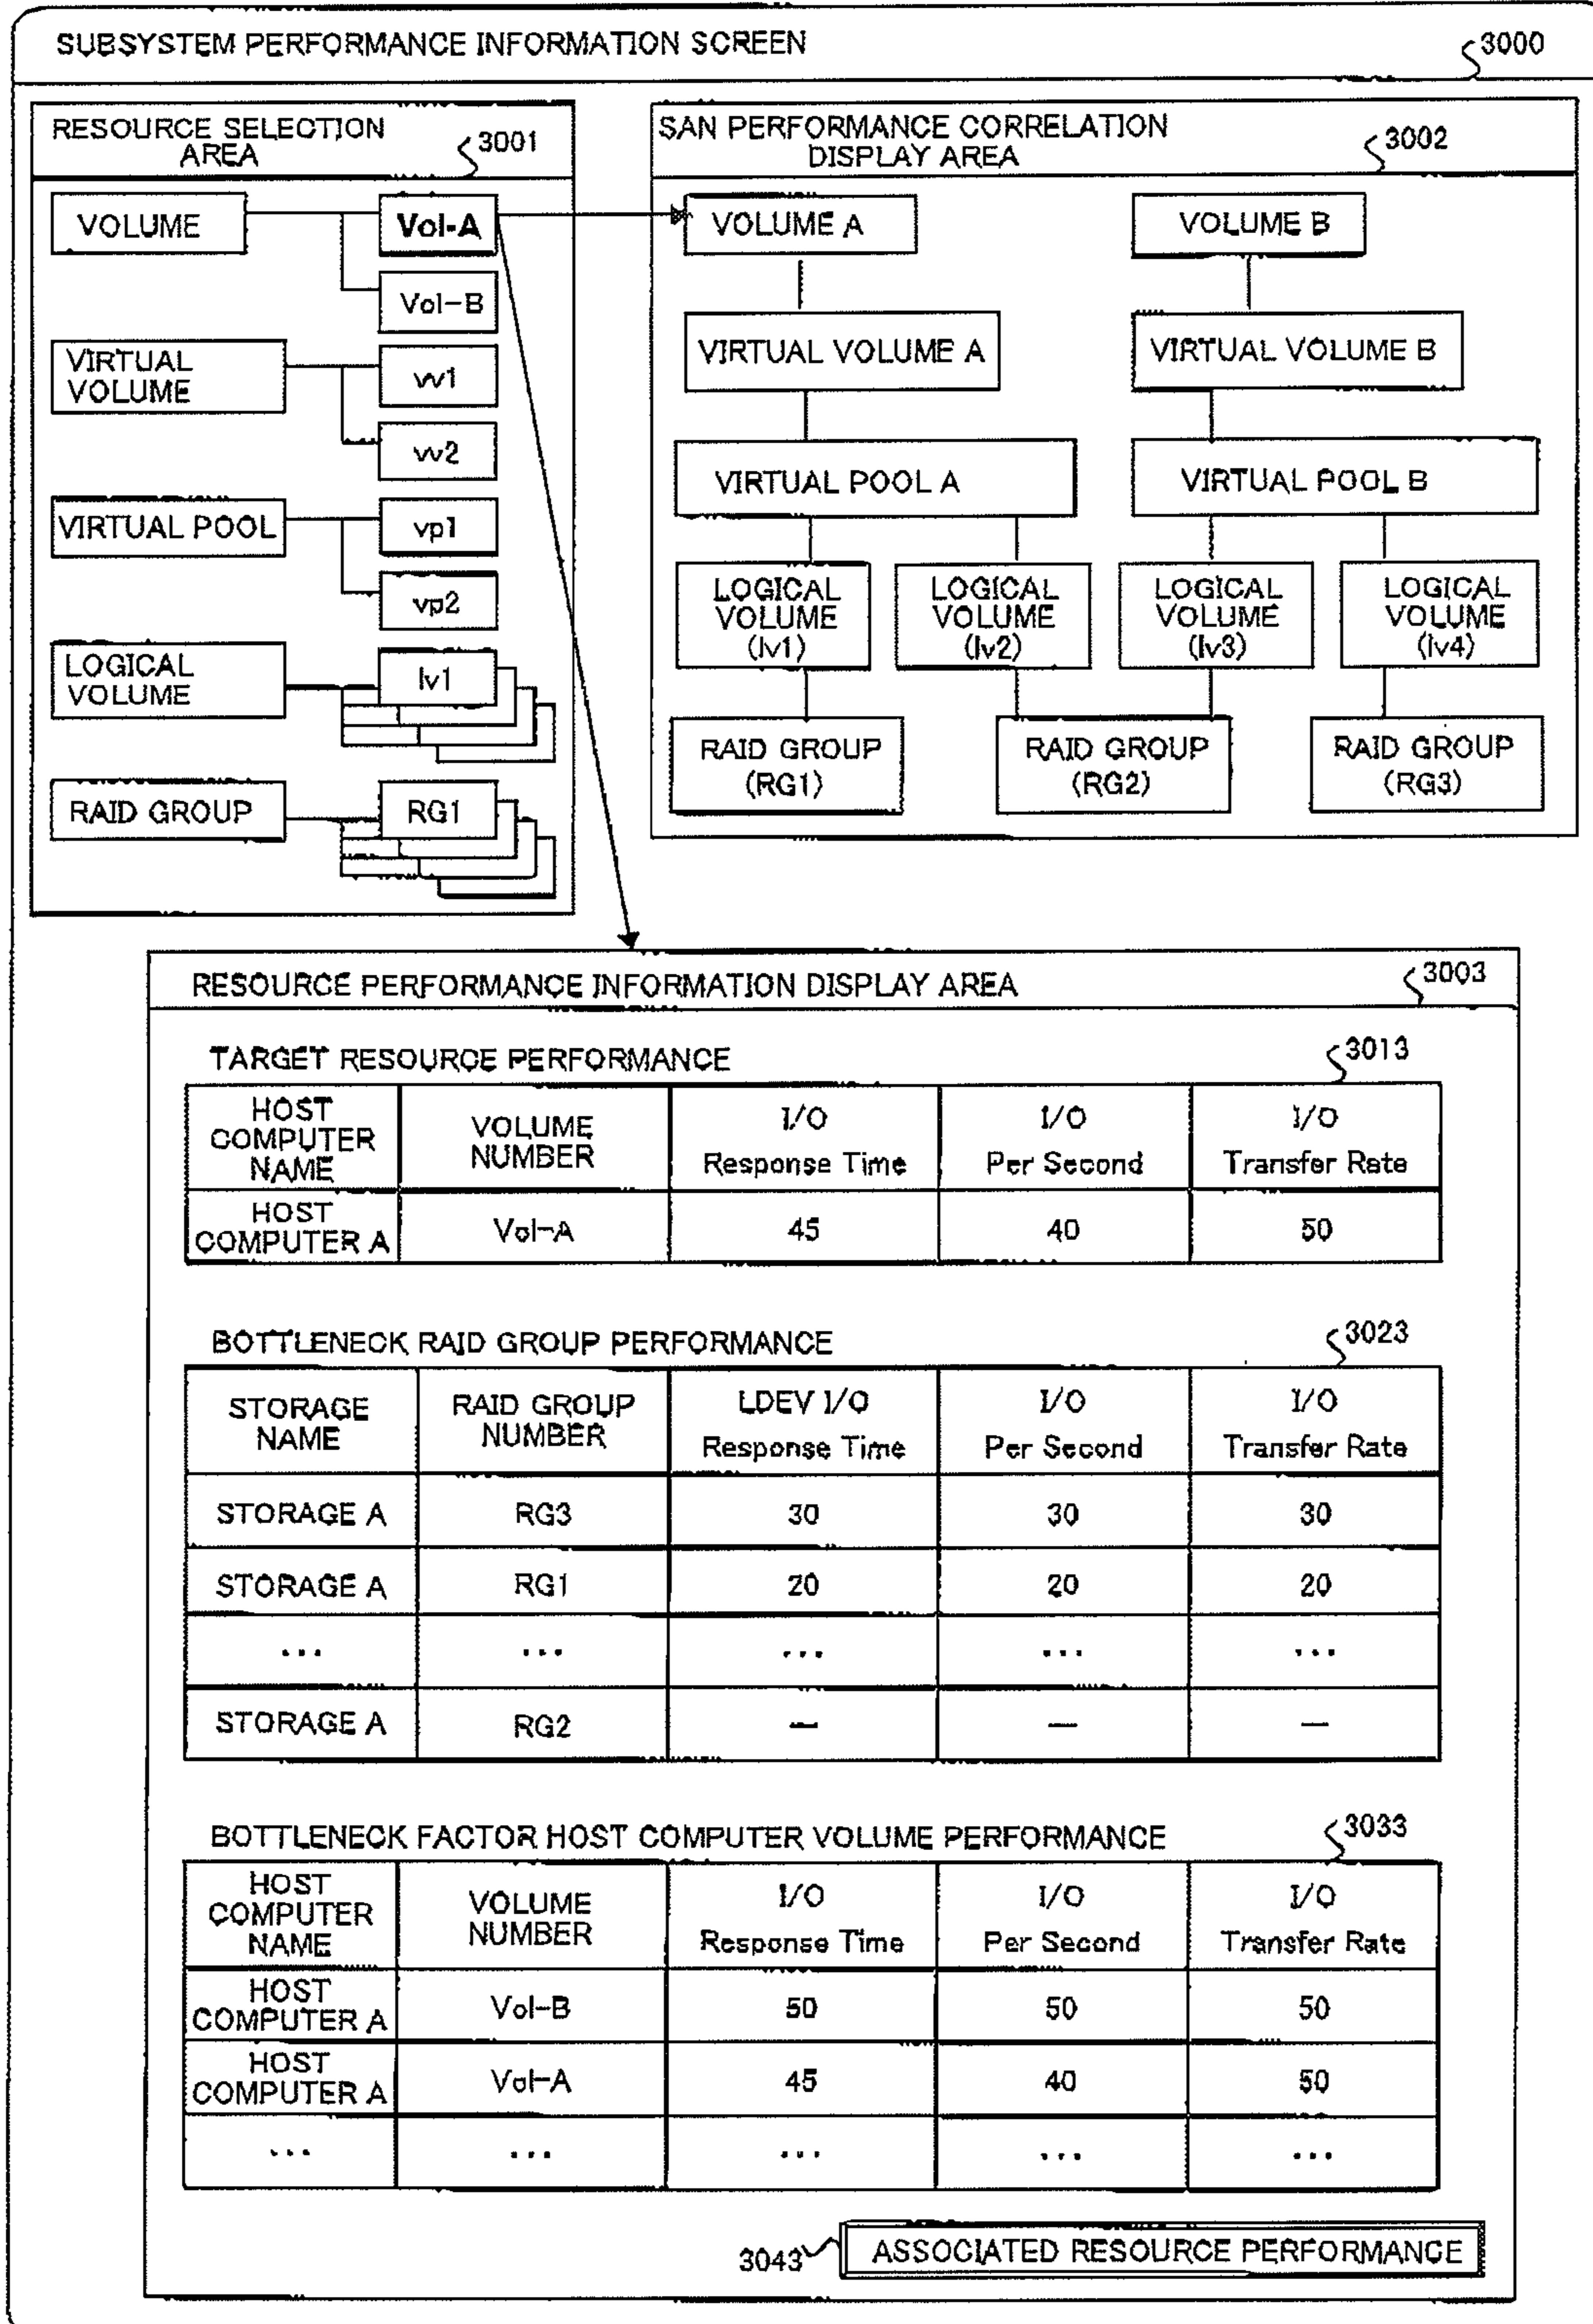 SUBSYSTEM PERFORMANCE INFORMATION SCREEN
3000
RESOURCE SELECTION
AREA
3001
VOLUME
Vol-A
Vol-B
VIRTUAL
VOLUME
vv1
vv2
VIRTUAL POOL
vp1
vp2
LOGICAL
VOLUME
lv1
RAID GROUP
RG1
SAN PERFORMANCE CORRELATION
DISPLAY AREA
3002
VOLUME A
VOLUME B
VIRTUAL VOLUME A
VIRTUAL VOLUME B
VIRTUAL POOL A
VIRTUAL POOL B
LOGICAL
VOLUME
(lv1)
LOGICAL
VOLUME
(lv2)
LOGICAL
VOLUME
(lv3)
LOGICAL
VOLUME
(lv4)
RAID GROUP
(RG1)
RAID GROUP
(RG2)
RAID GROUP
(RG3)
RESOURCE PERFORMANCE INFORMATION DISPLAY AREA
3003
TARGET RESOURCE PERFORMANCE
3013
HOST
COMPUTER
NAME
VOLUME
NUMBER
I/O
Response Time
I/O
Per Second
I/O
Transfer Rate
HOST
COMPUTER A
Vol-A
45
40
50
BOTTLENECK RAID GROUP PERFORMANCE
3023
STORAGE
NAME
RAID GROUP
NUMBER
LDEV I/O
Response Time
I/O
Per Second
I/O
Transfer Rate
STORAGE A
RG3
30
30
30
STORAGE A
RG1
20
20
20
...
...
...
...
...
STORAGE A
RG2
—
—
—
BOTTLENECK FACTOR HOST COMPUTER VOLUME PERFORMANCE
3033
HOST
COMPUTER
NAME
VOLUME
NUMBER
I/O
Response Time
I/O
Per Second
I/O
Transfer Rate
HOST
COMPUTER A
Vol-B
50
50
50
HOST
COMPUTER A
Vol-A
45
40
50
...
...
...
...
...
3043
ASSOCIATED RESOURCE PERFORMANCE